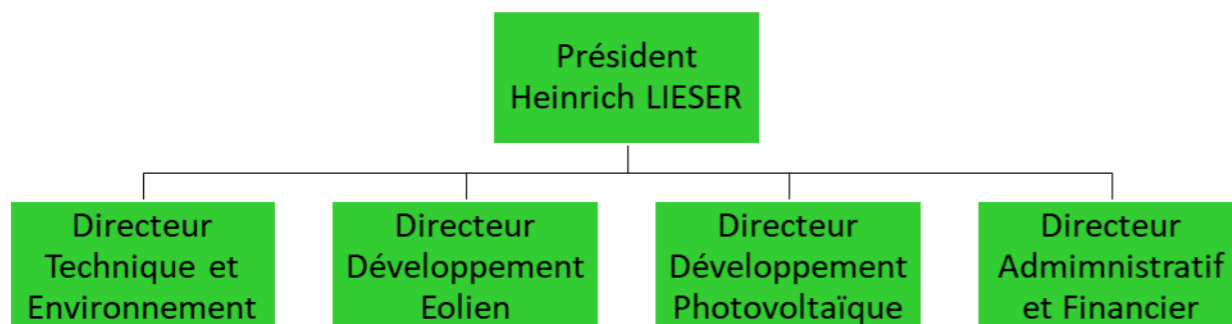 Président
Heinrich LIESER
Directeur
Technique et
Environnement
Directeur
Développement
Eolien
Directeur
Développement
Photovoltaïque
Directeur
Admimnistratif
et Financier